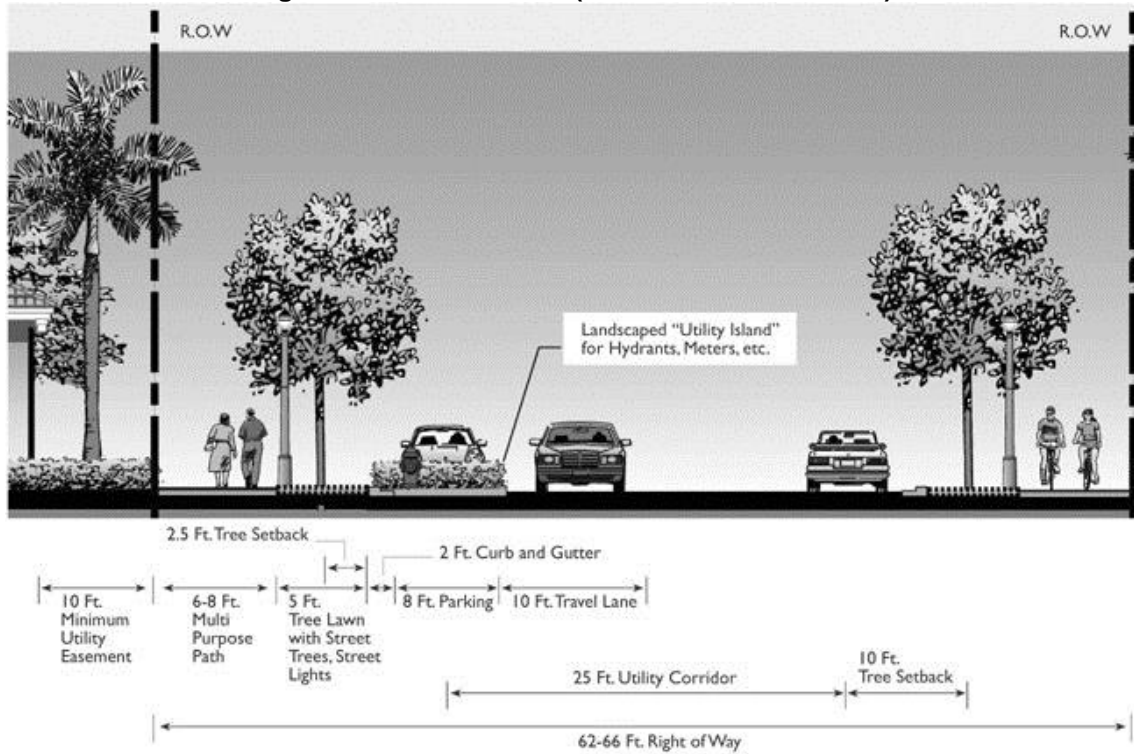 R.O.W
R.O.W
Landscaped “Utility Island”
for Hydrants, Meters, etc.
2.5 Ft. Tree Setback
2 Ft. Curb and Gutter
10 Ft.
Minimum
Utility
Easement
6-8 Ft.
Multi
Purpose
Path
5 Ft.
Tree Lawn
with Street
Trees, Street
Lights
8 Ft. Parking
10 Ft. Travel Lane
25 Ft. Utility Corridor
10 Ft.
Tree Setback
62-66 Ft. Right of Way